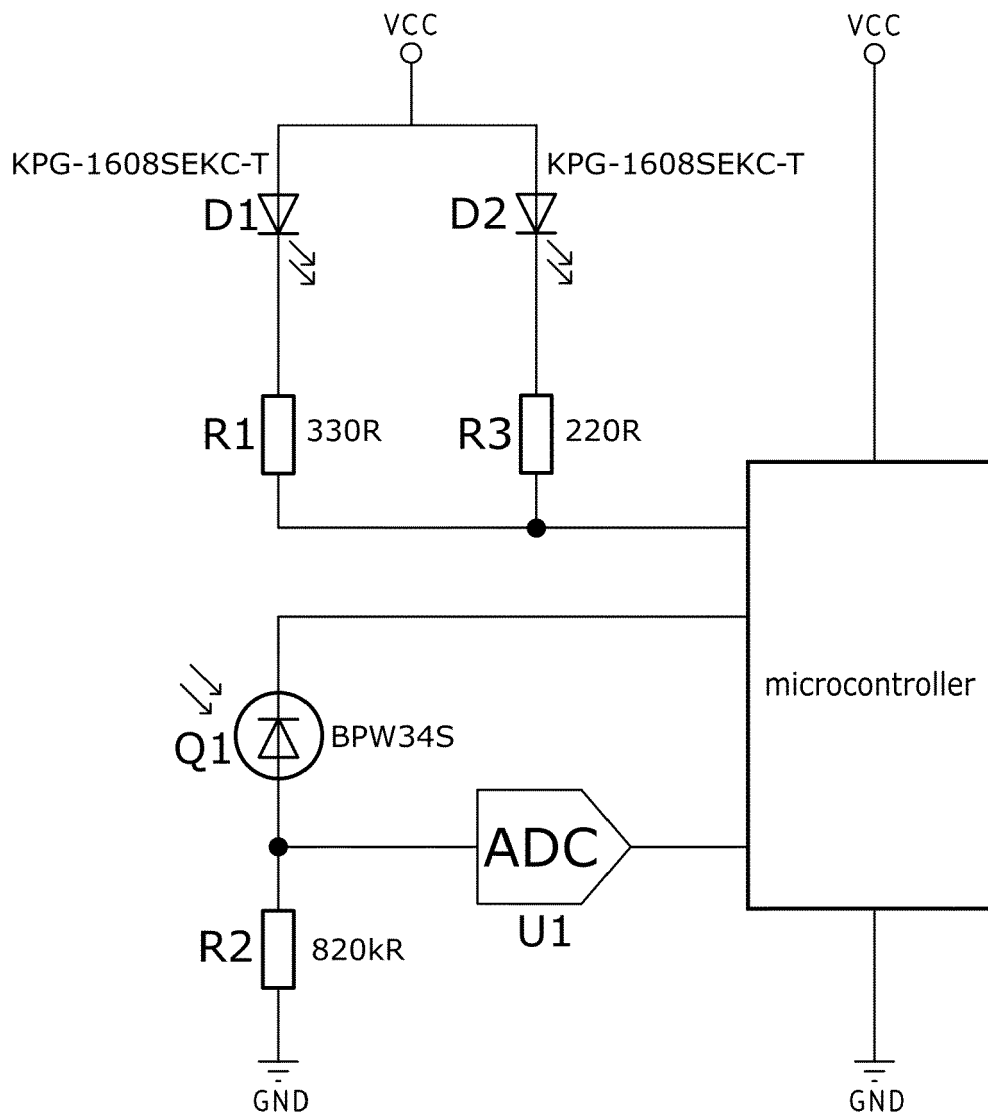 VCC
VCC
KPG-1608SEKC-T
KPG-1608SEKC-T
D1
D2
R1
330R
R3
220R
microcontroller
Q1
BPW34S
ADC
U1
R2
820kR
GND
GND